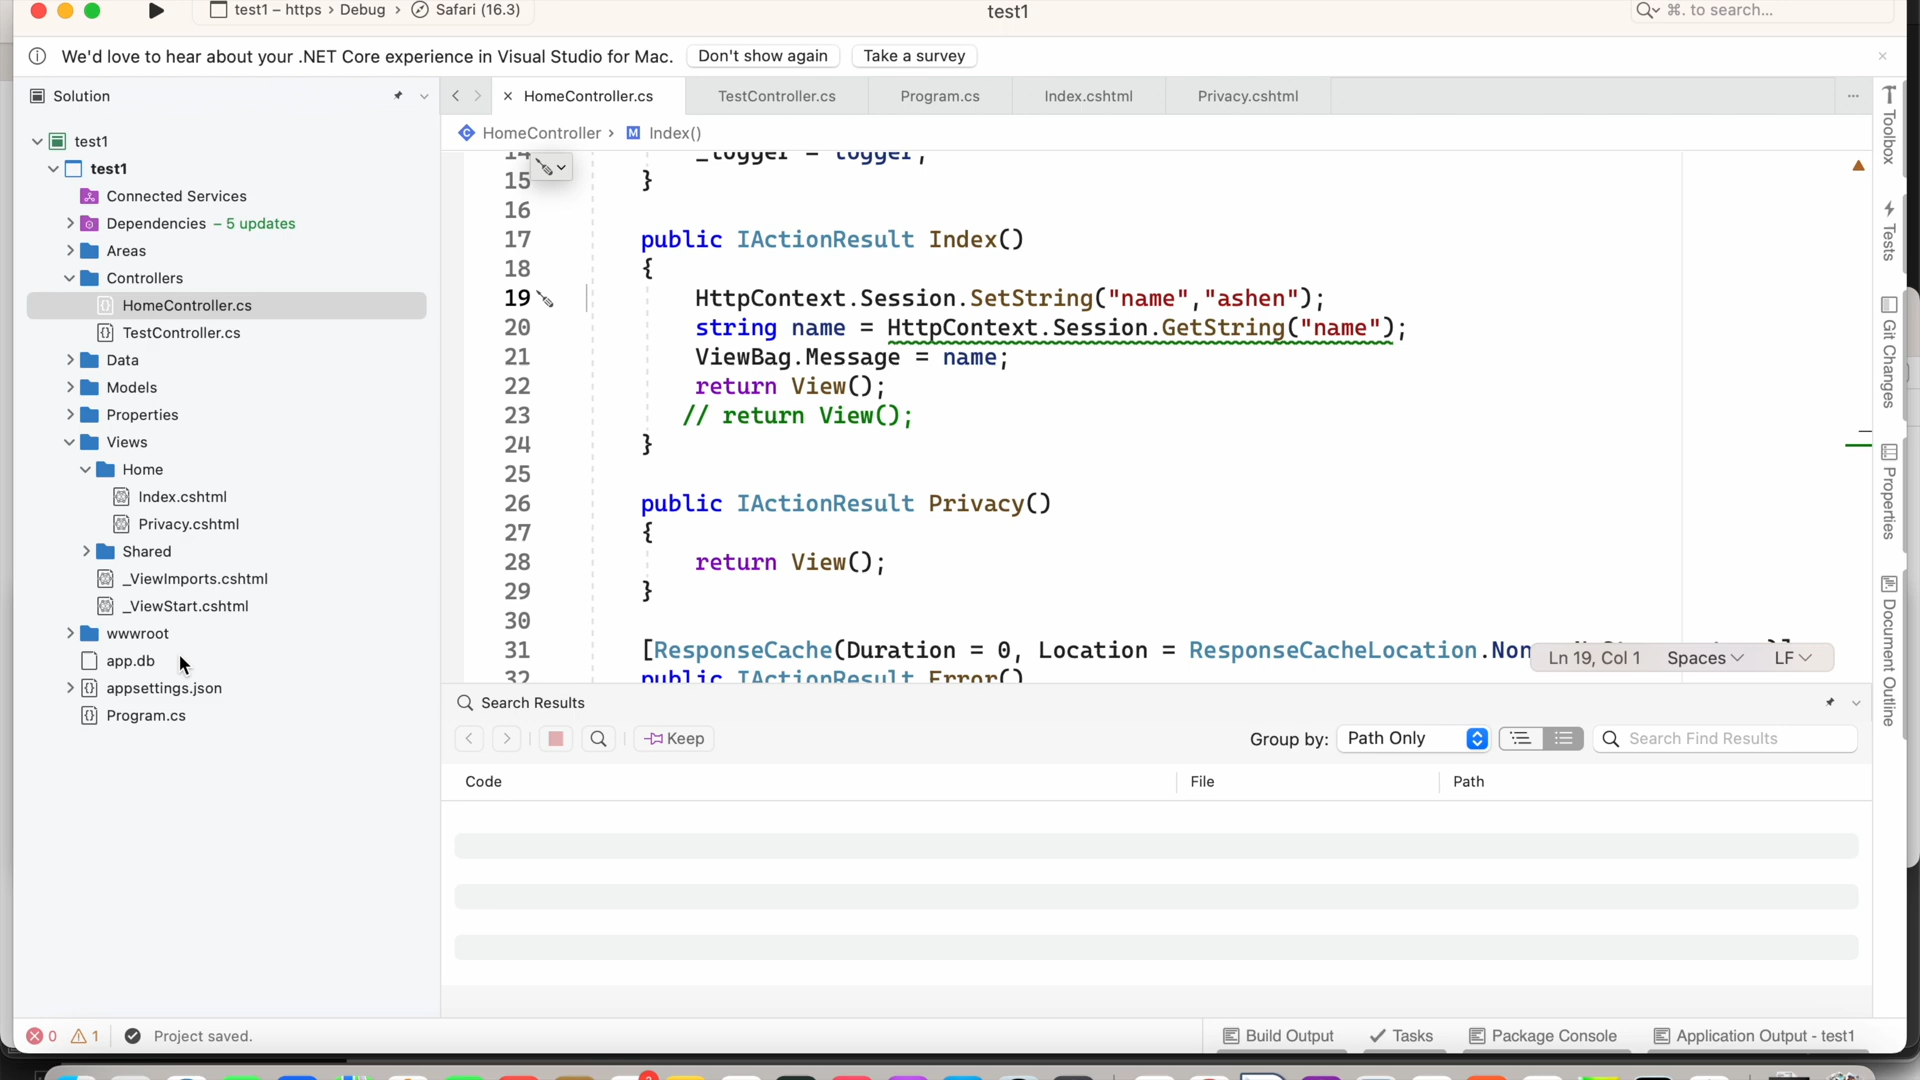 test1 – https › Debug › Safari (16.3)
test1
⌘. to search...
We'd love to hear about your .NET Core experience in Visual Studio for Mac.
Don't show again
Take a survey
Solution
HomeController.cs
TestController.cs
Program.cs
Index.cshtml
Privacy.cshtml
HomeController › M Index()
test1
test1
Connected Services
Dependencies – 5 updates
Areas
Controllers
HomeController.cs
TestController.cs
Data
Models
Properties
Views
Home
Index.cshtml
Privacy.cshtml
Shared
_ViewImports.cshtml
_ViewStart.cshtml
wwwroot
app.db
appsettings.json
Program.cs
14 _logger = logger;
15 }
16
17 public IActionResult Index()
18 {
19 HttpContext.Session.SetString("name","ashen");
20 string name = HttpContext.Session.GetString("name");
21 ViewBag.Message = name;
22 return View();
23 // return View();
24 }
25
26 public IActionResult Privacy()
27 {
28 return View();
29 }
30
31 [ResponseCache(Duration = 0, Location = ResponseCacheLocation.Non
32 public IActionResult Error()
Ln 19, Col 1 Spaces LF
Toolbox
Tests
Git Changes
Properties
Document Outline
Search Results
Keep
Group by: Path Only
Search Find Results
Code File Path
0 1 Project saved.
Build Output
Tasks
Package Console
Application Output - test1
2